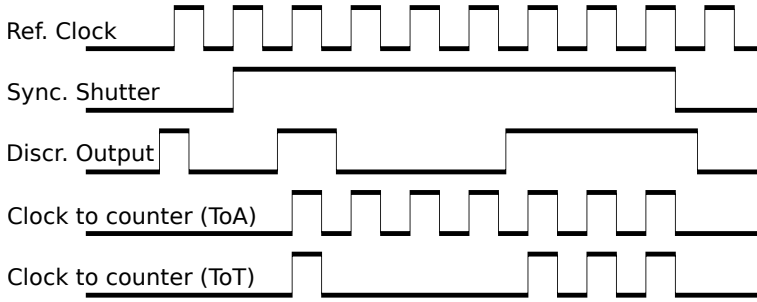 Ref. Clock
Sync. Shutter
Discr. Output
Clock to counter (ToA)
Clock to counter (ToT)